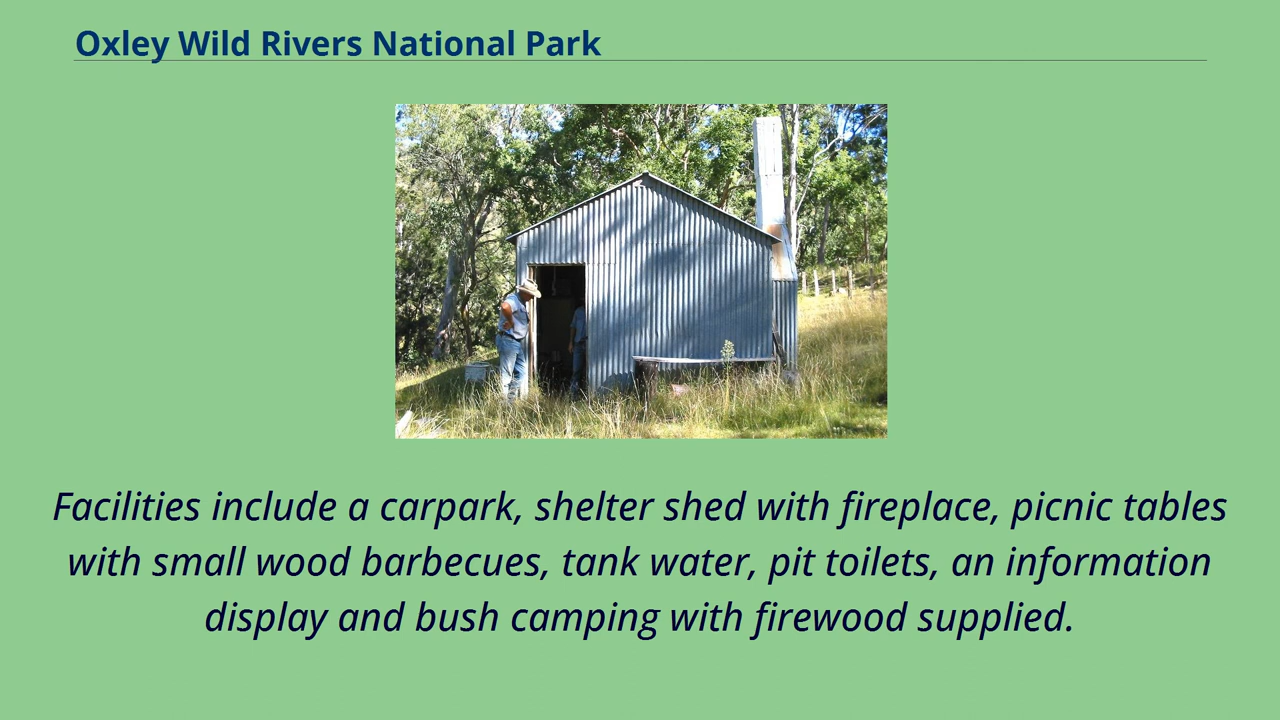 Oxley Wild Rivers National Park
Facilities include a carpark, shelter shed with fireplace, picnic tables
with small wood barbecues, tank water, pit toilets, an information
display and bush camping with firewood supplied.